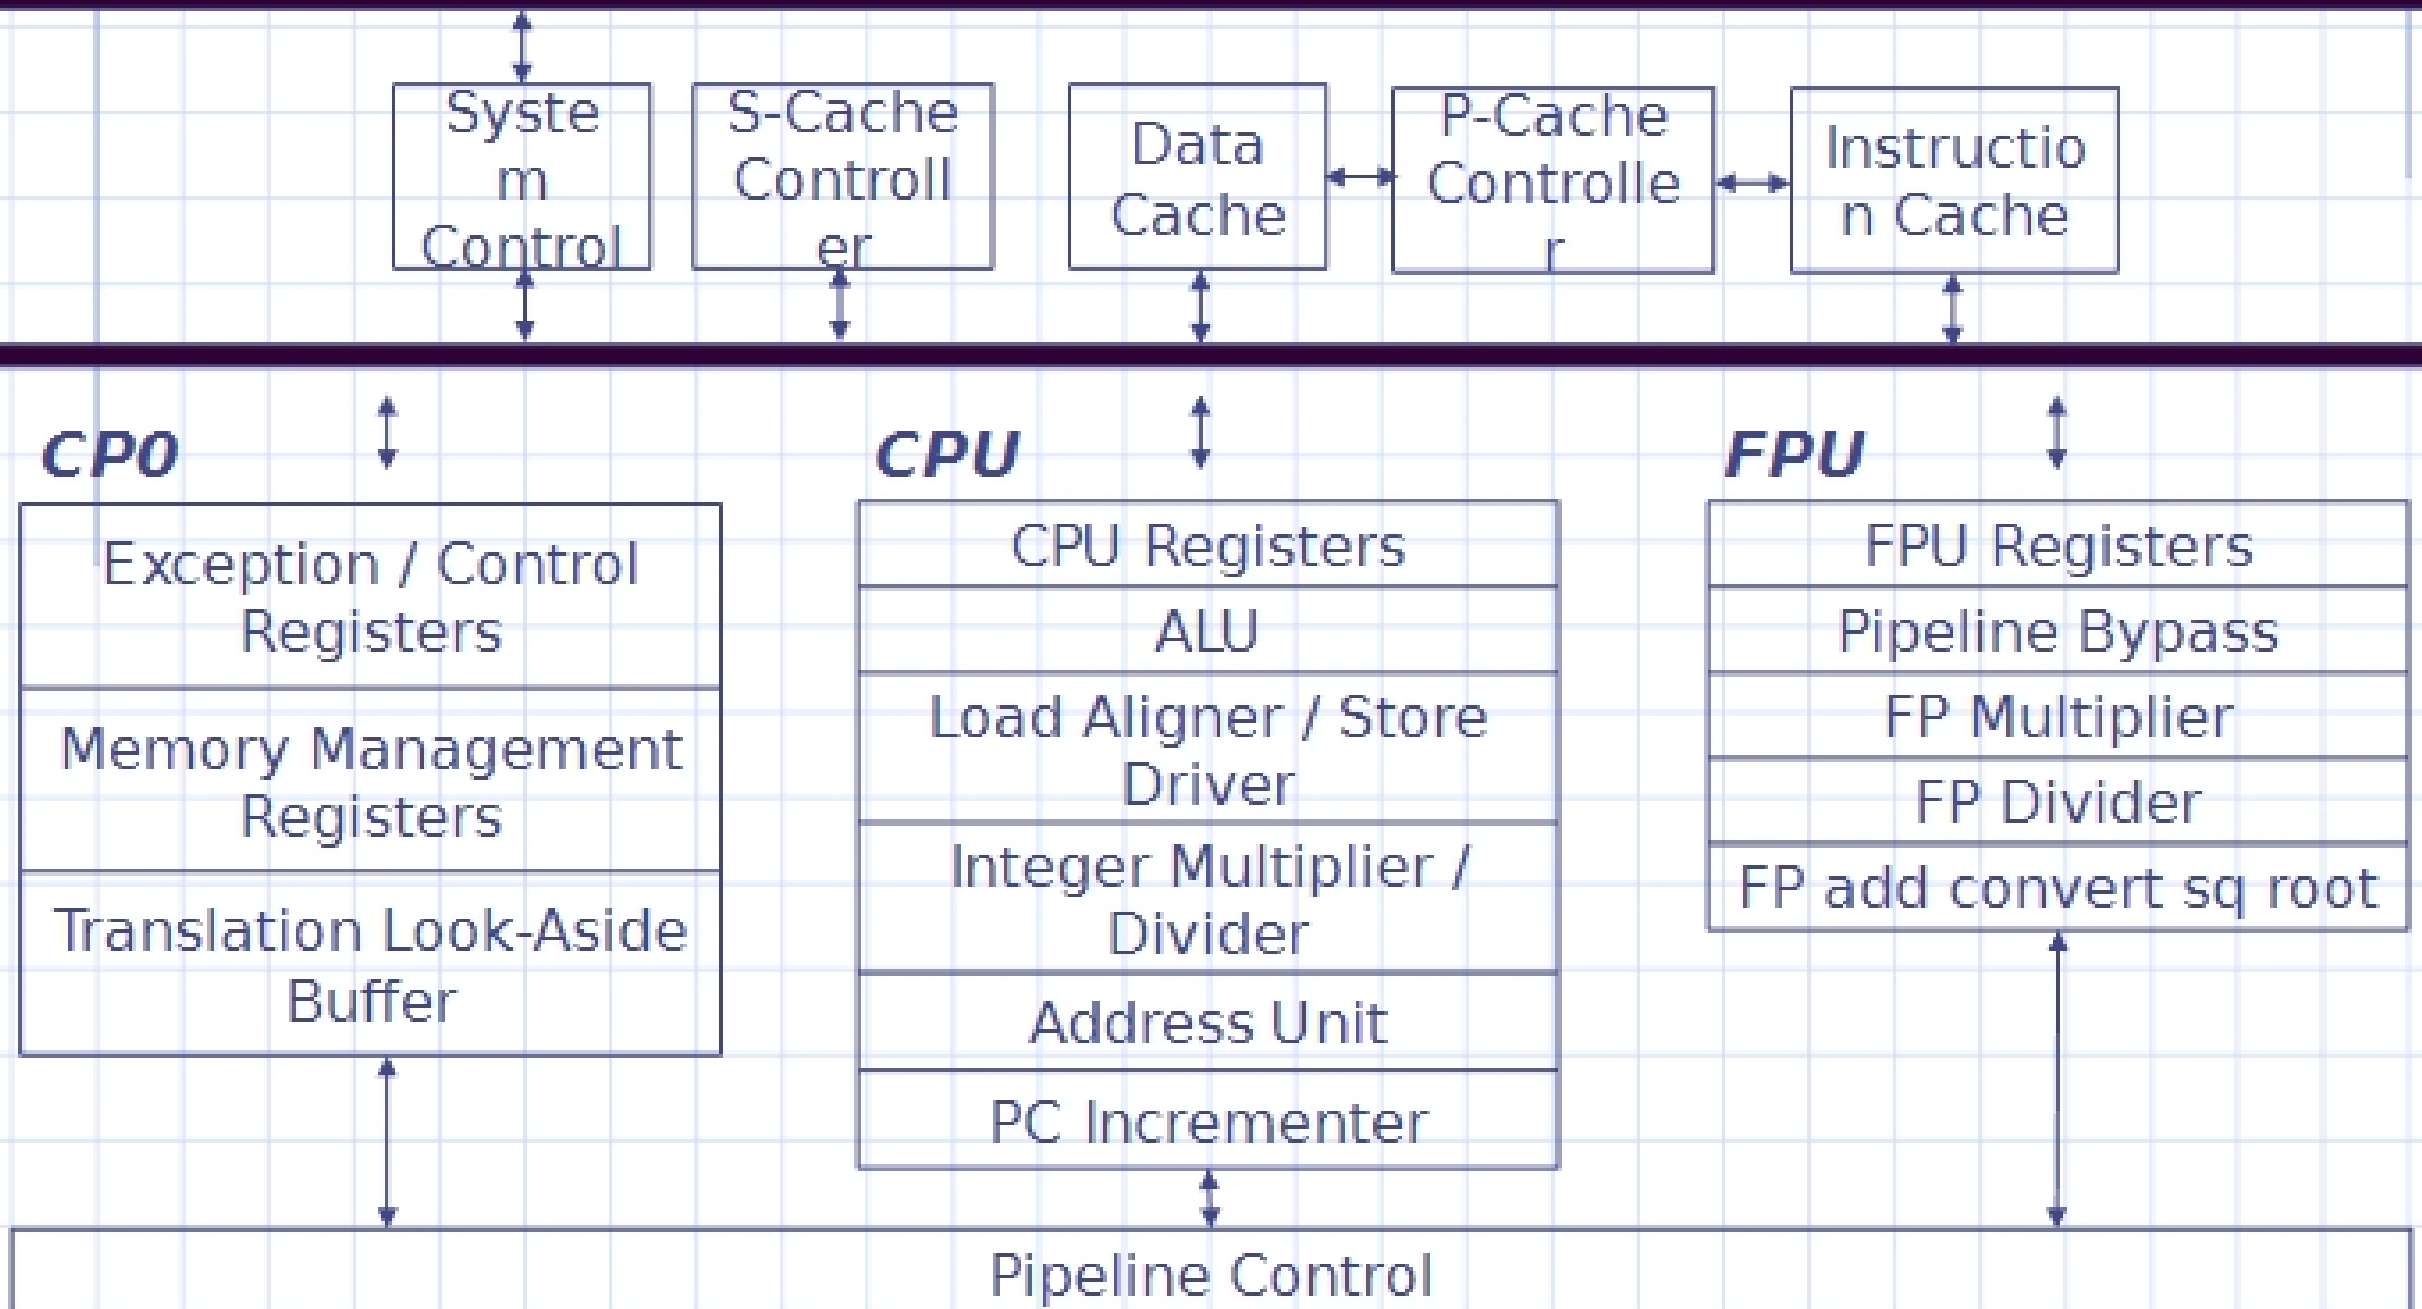 Syste
m
Control
S-Cache
Controll
er
Data
Cache
P-Cache
Controlle
r
Instructio
n Cache
CP0
Exception / Control
Registers
Memory Management
Registers
Translation Look-Aside
Buffer
CPU
CPU Registers
ALU
Load Aligner / Store
Driver
Integer Multiplier /
Divider
Address Unit
PC Incrementer
FPU
FPU Registers
Pipeline Bypass
FP Multiplier
FP Divider
FP add convert sq root
Pipeline Control